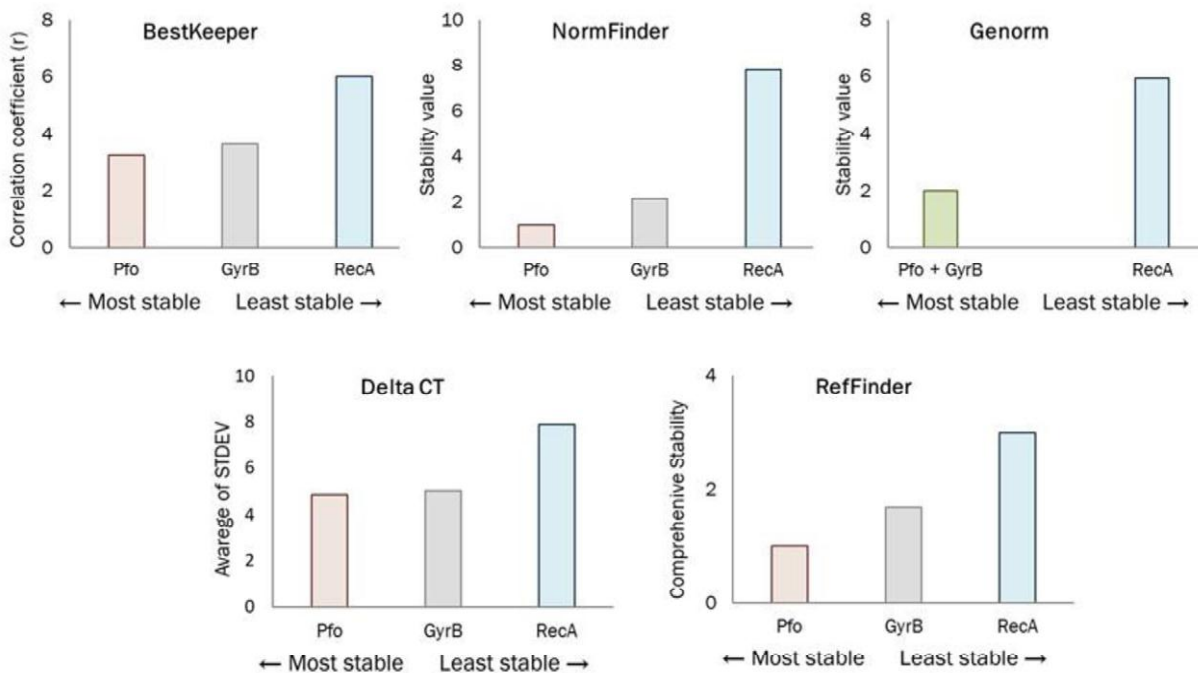 BestKeeper
Correlation coefficient (r)
8
6
4
2
0
Pfo GyrB RecA
← Most stable Least stable →
NormFinder
Stability value
10
8
6
4
2
0
Pfo GyrB RecA
← Most stable Least stable →
Genorm
Stability value
8
6
4
2
0
Pfo + GyrB RecA
← Most stable Least stable →
Delta CT
Avarege of STDEV
10
8
6
4
2
0
Pfo GyrB RecA
← Most stable Least stable →
RefFinder
Comprehenive Stability
4
2
0
Pfo GyrB RecA
← Most stable Least stable →